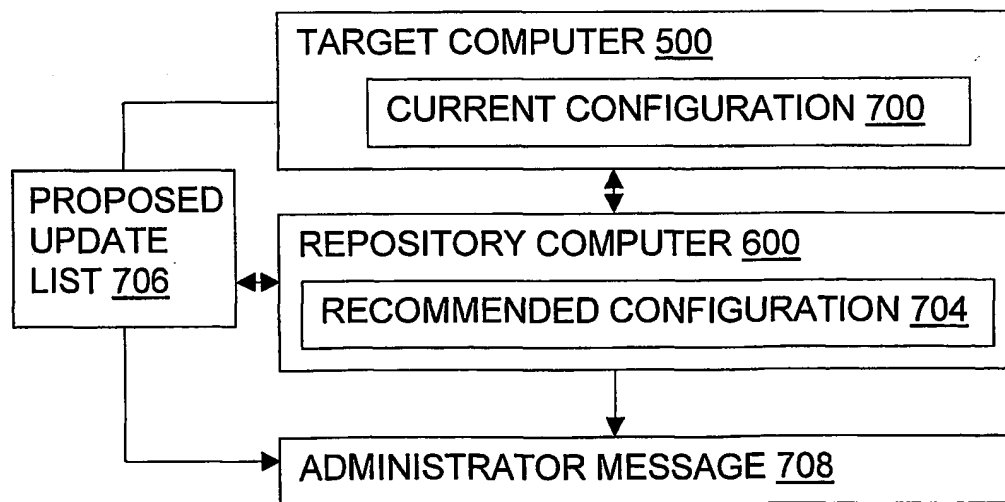 TARGET COMPUTER 500
CURRENT CONFIGURATION 700
PROPOSED
UPDATE
LIST 706
REPOSITORY COMPUTER 600
RECOMMENDED CONFIGURATION 704
ADMINISTRATOR MESSAGE 708